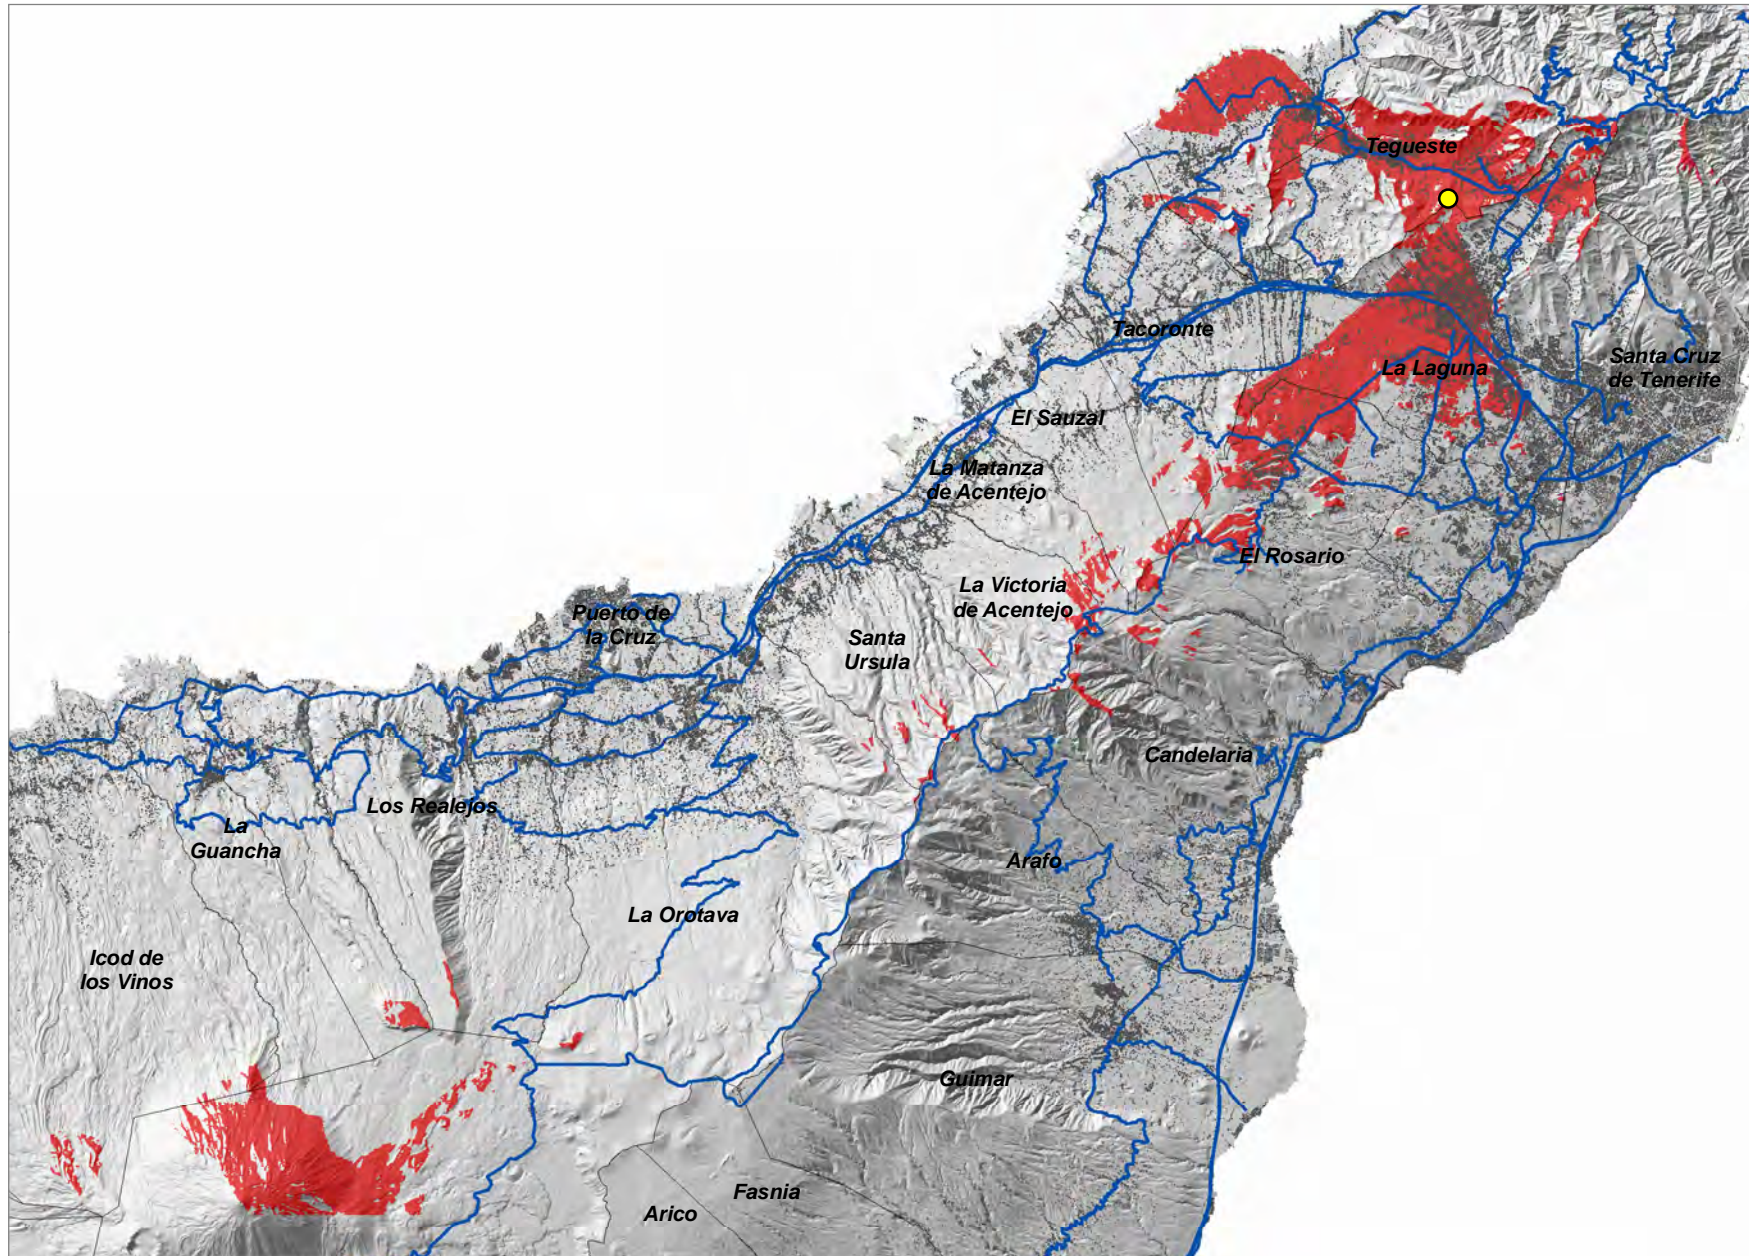 Tegueste
Tacoronte
Santa Cruz
de Tenerife
La Laguna
El Sauzal
La Matanza
de Acentejo
El Rosario
La Victoria
de Acentejo
Puerto de
la Cruz
Santa
Ursula
Candelaria
Los Realejos
La
Guancha
Arafo
La Orotava
Icod de
los Vinos
Guimar
Fasnia
Arico